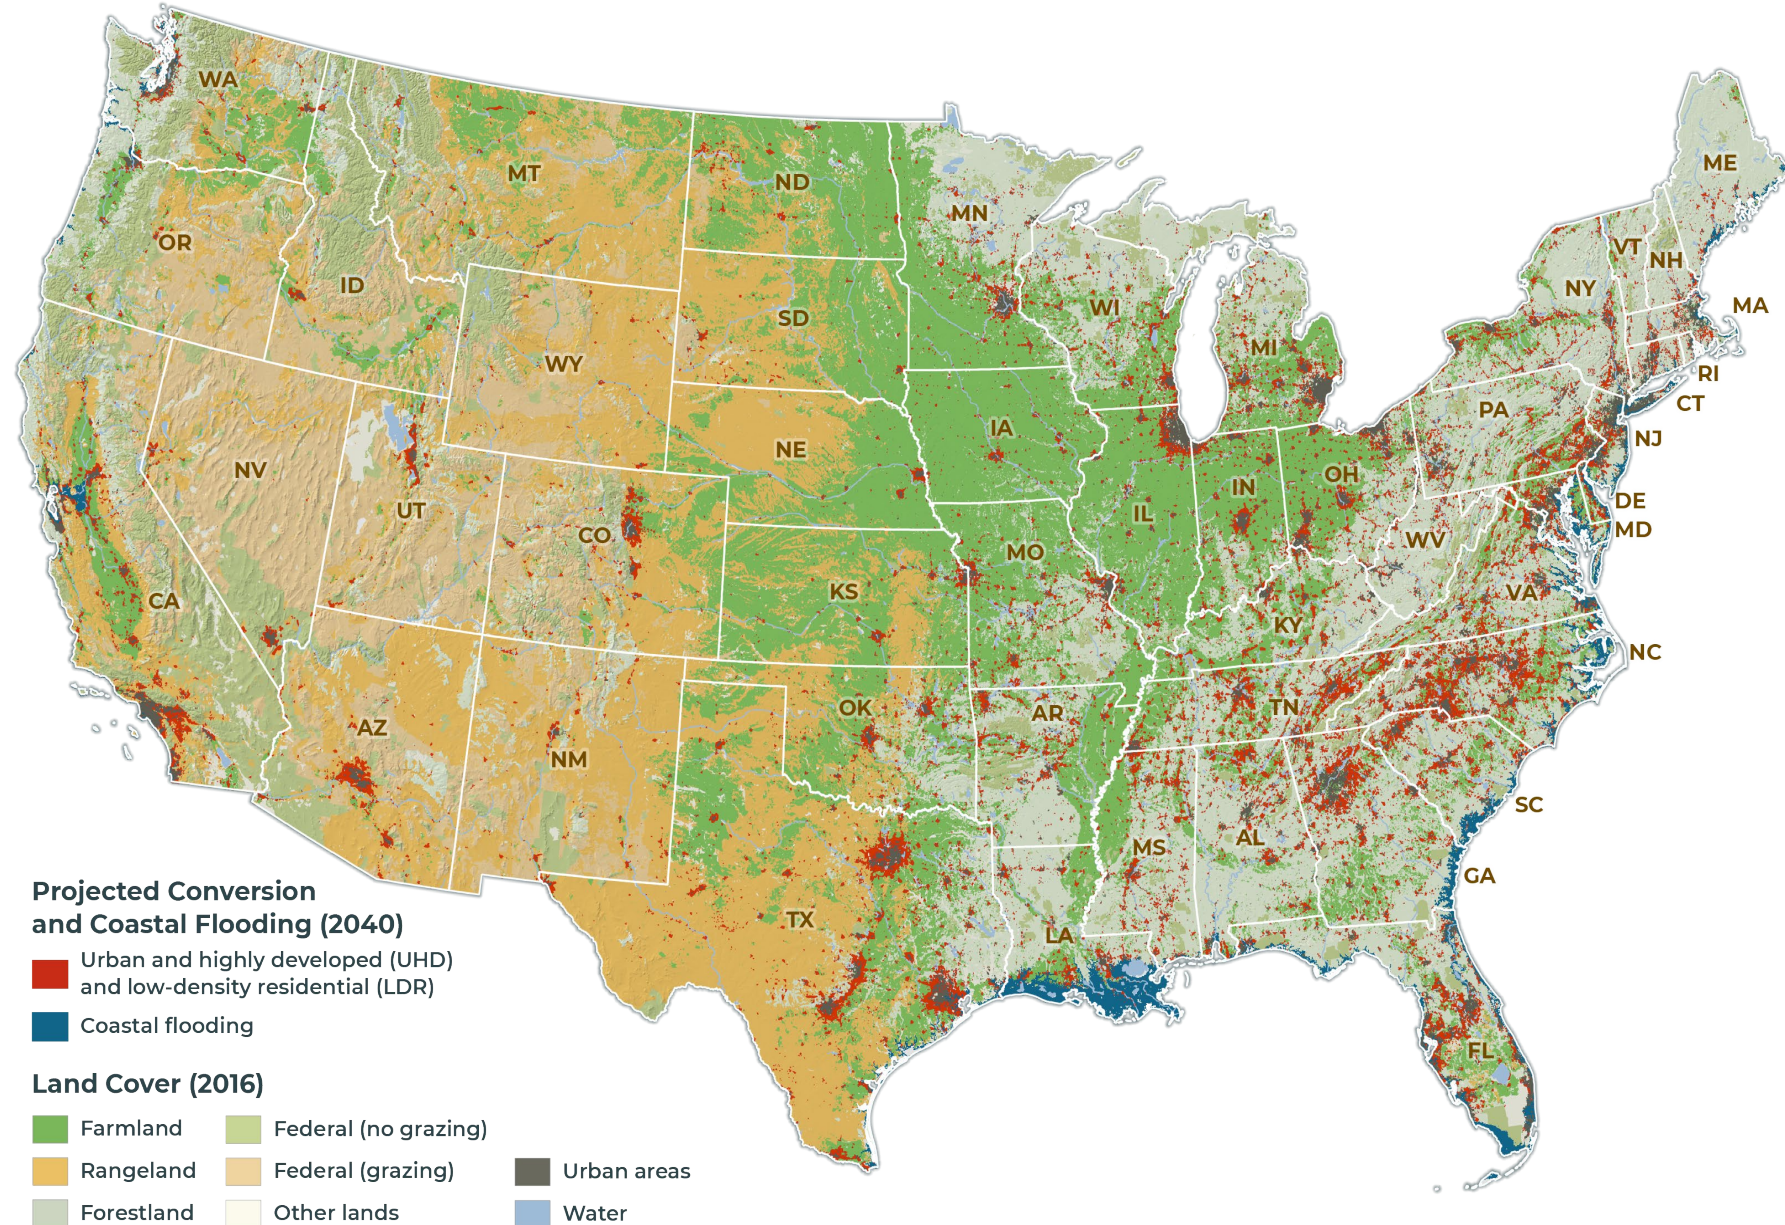 WA
MT
ND
MN
ME
OR
ID
VT
NH
NY
MA
SD
WI
WY
MI
RI
CT
PA
NE
IA
NJ
NV
UT
CO
IL
IN
OH
DE
MD
MO
WV
CA
KS
VA
KY
NC
AZ
NM
OK
AR
TN
SC
MS
AL
GA
TX
LA
FL
Projected Conversion
and Coastal Flooding (2040)
Urban and highly developed (UHD)
and low-density residential (LDR)
Coastal flooding
Land Cover (2016)
Farmland
Federal (no grazing)
Rangeland
Federal (grazing)
Urban areas
Forestland
Other lands
Water